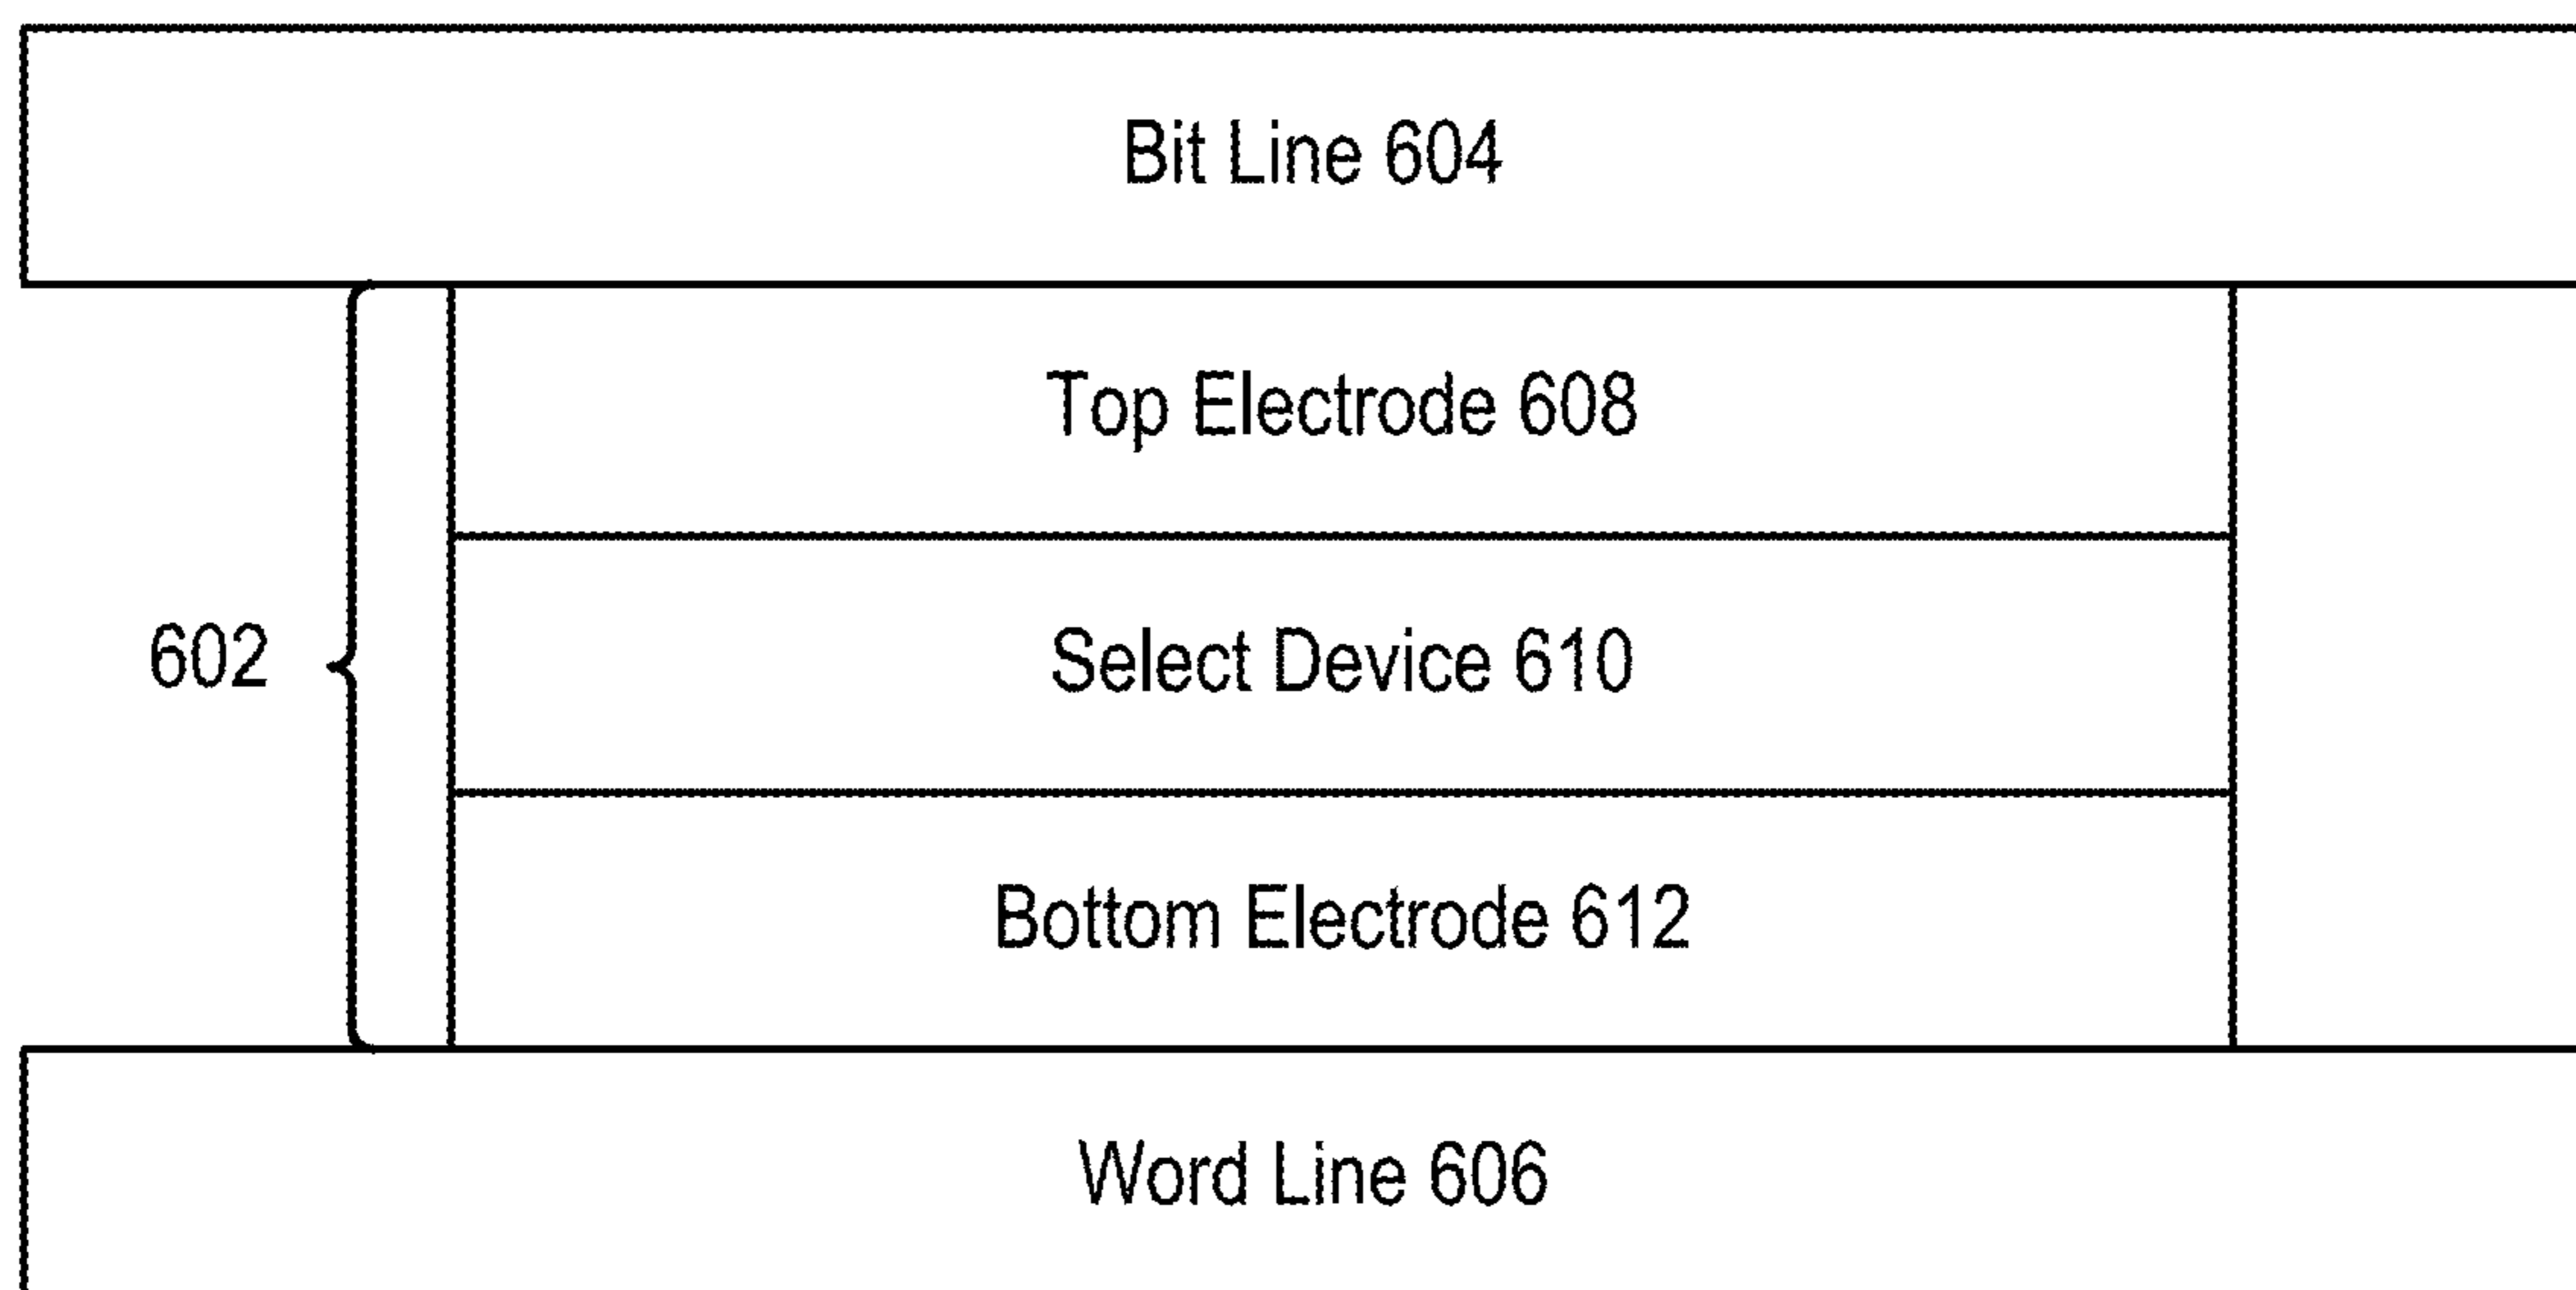 Bit Line 604
Top Electrode 608
Select Device 610
602
Bottom Electrode 612
Word Line 606